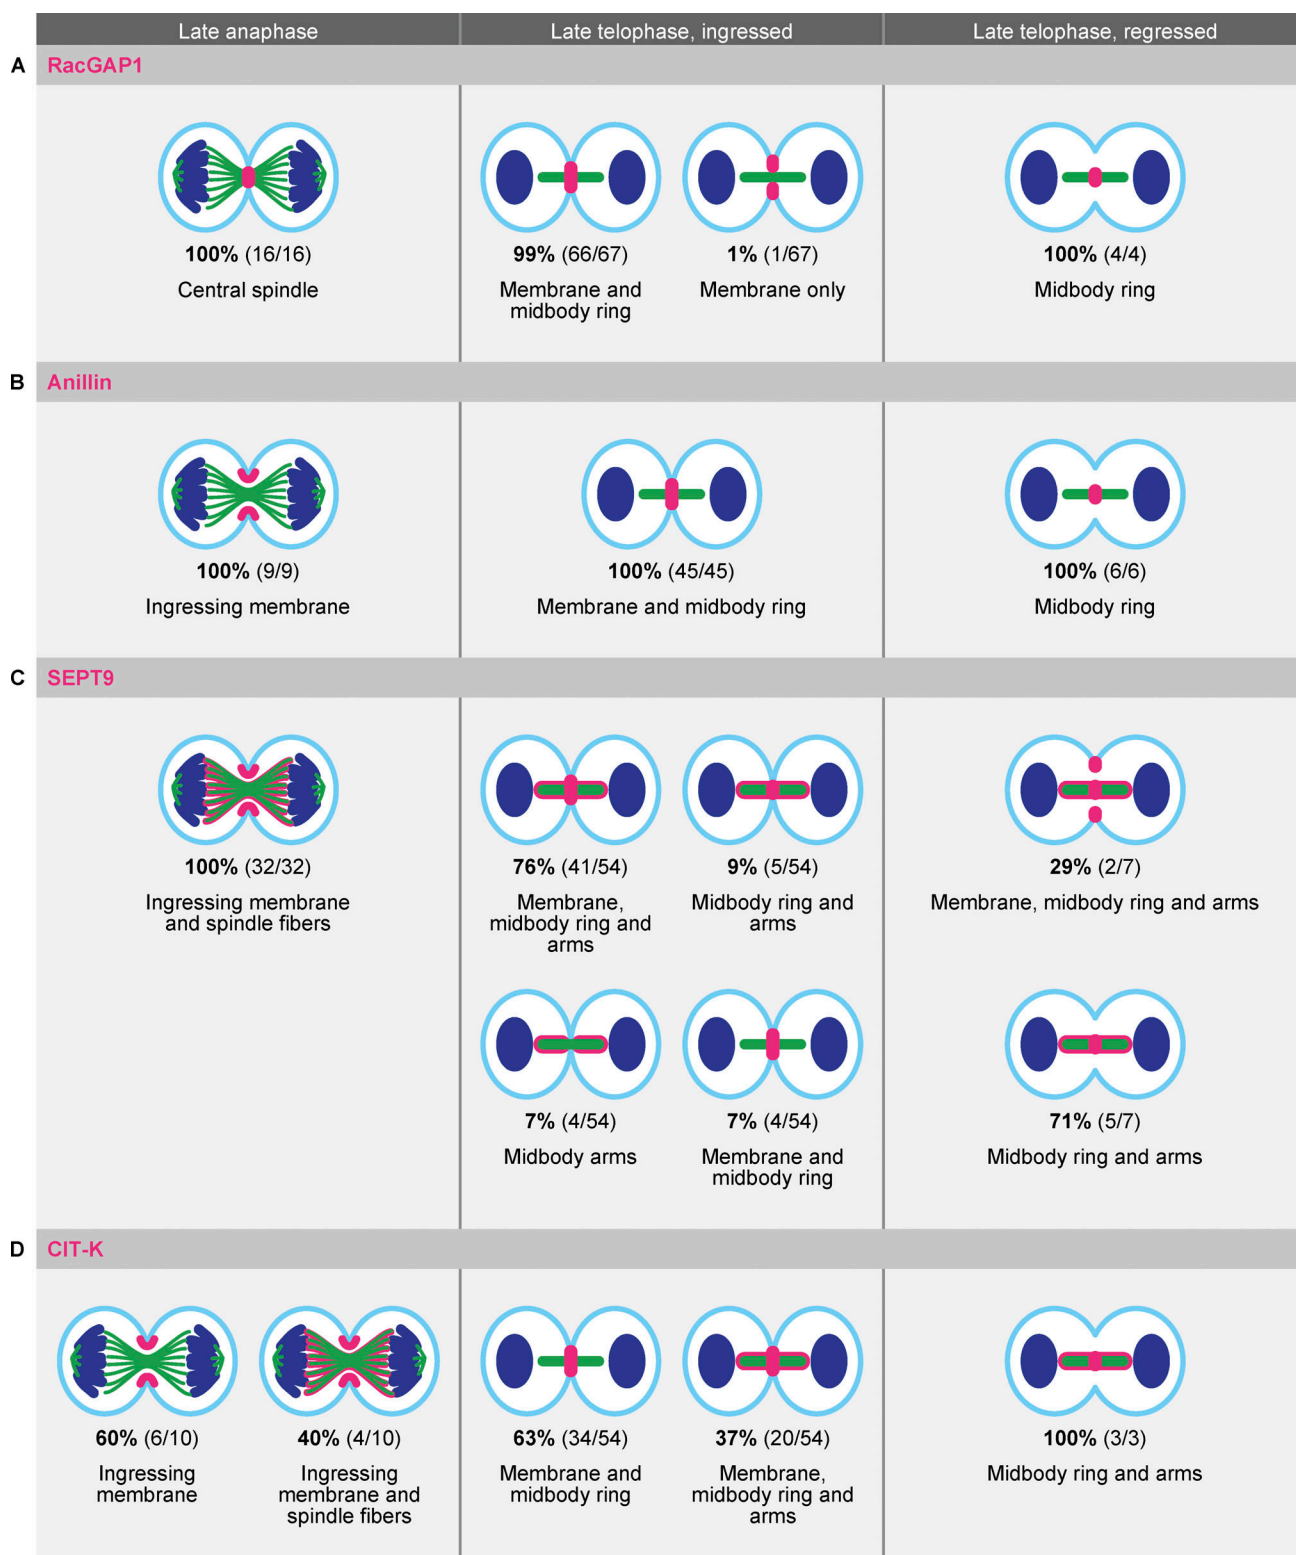 Late anaphase
Late telophase, ingressed
Late telophase, regressed
A RacGAP1
100% (16/16)
Central spindle
99% (66/67)
Membrane and
midbody ring
1% (1/67)
Membrane only
100% (4/4)
Midbody ring
B Anillin
100% (9/9)
Ingressing membrane
100% (45/45)
Membrane and midbody ring
100% (6/6)
Midbody ring
C SEPT9
100% (32/32)
Ingressing membrane
and spindle fibers
76% (41/54)
Membrane,
midbody ring and
arms
9% (5/54)
Midbody ring and
arms
29% (2/7)
Membrane, midbody ring and arms
7% (4/54)
Midbody arms
7% (4/54)
Membrane and
midbody ring
71% (5/7)
Midbody ring and arms
D CIT-K
60% (6/10)
Ingressing
membrane
40% (4/10)
Ingressing
membrane and
spindle fibers
63% (34/54)
Membrane and
midbody ring
37% (20/54)
Membrane,
midbody ring and
arms
100% (3/3)
Midbody ring and arms